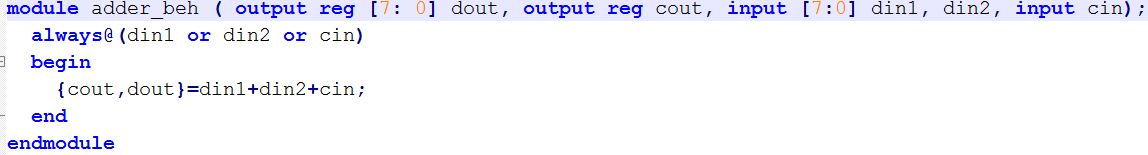 module adder_beh ( output reg [7: 0] dout, output reg cout, input [7:0] din1, din2, input cin);
always@(din1 or din2 or cin)
begin
{cout,dout}=din1+din2+cin;
end
endmodule